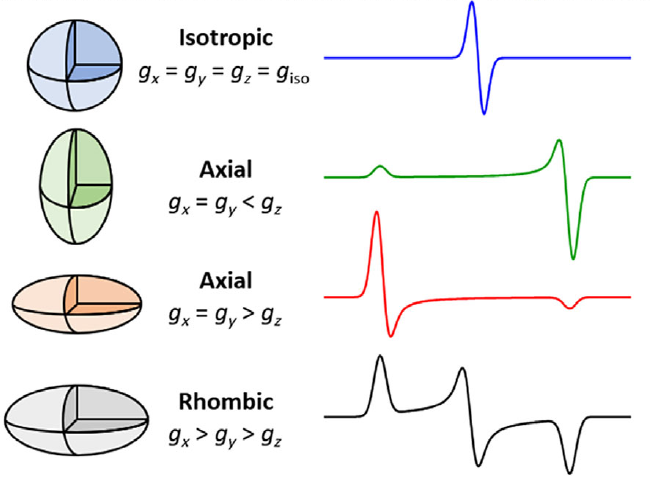 Isotropic
gx = gy = gz = giso
Axial
gx = gy < gz
Axial
gx = gy > gz
Rhombic
gx > gy > gz